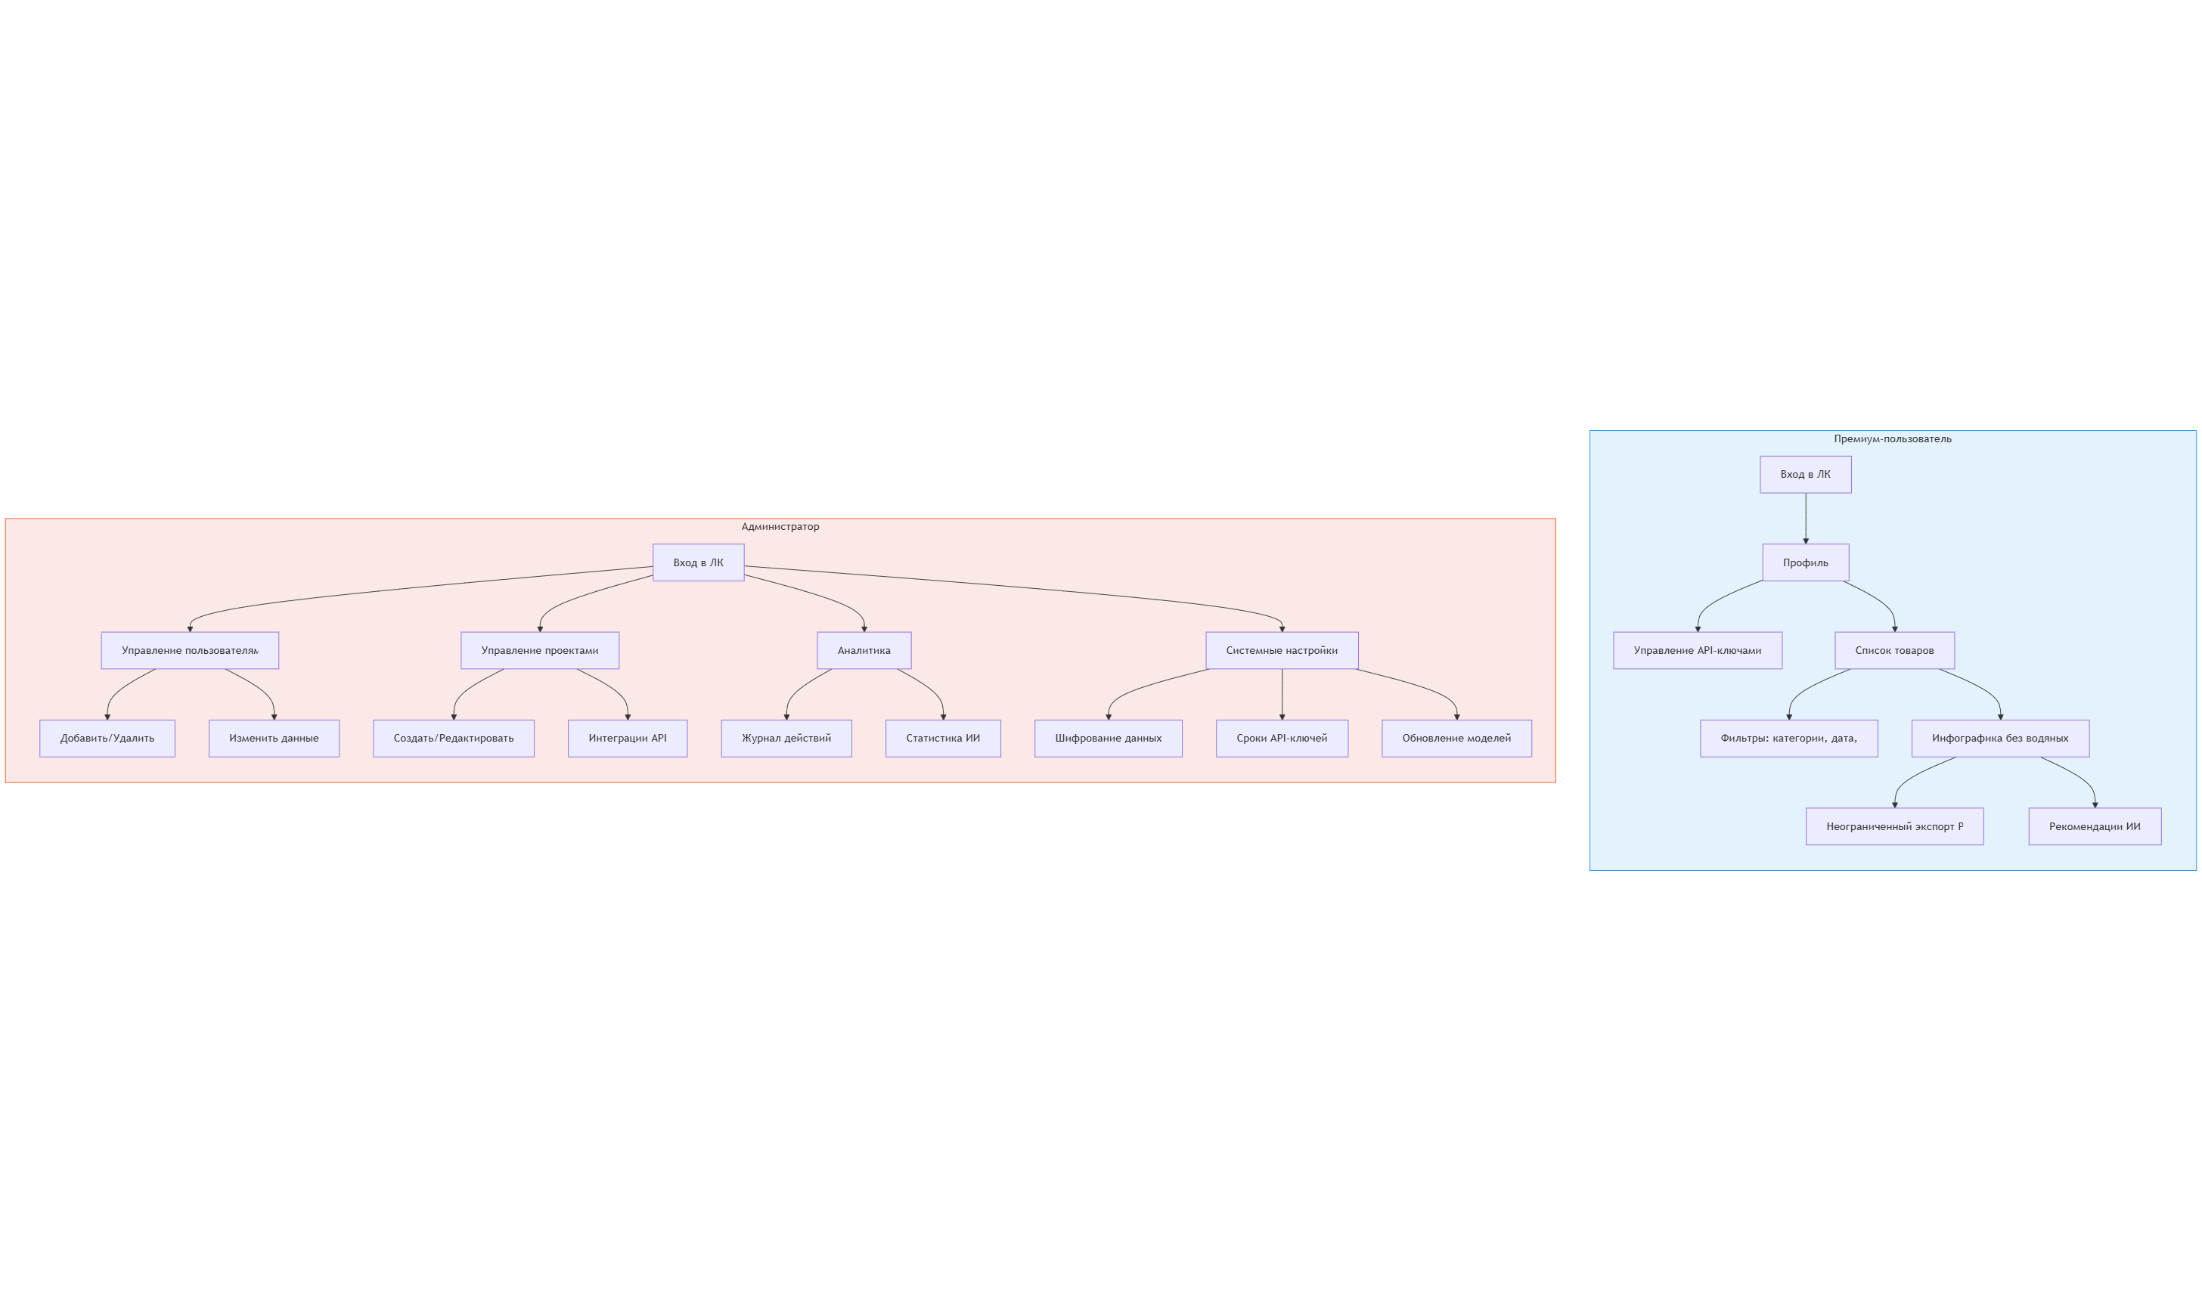 Администратор
Вход в ЛК
Управление пользователям
Управление проектами
Аналитика
Системные настройки
Добавить/Удалить
Изменить данные
Создать/Редактировать
Интеграции API
Журнал действий
Статистика ИИ
Шифрование данных
Сроки API-ключей
Обновление моделей
Премиум-пользователь
Вход в ЛК
Профиль
Управление API-ключами
Список товаров
Фильтры: категории, дата,
Инфографика без водяных
Неограниченный экспорт P
Рекомендации ИИ